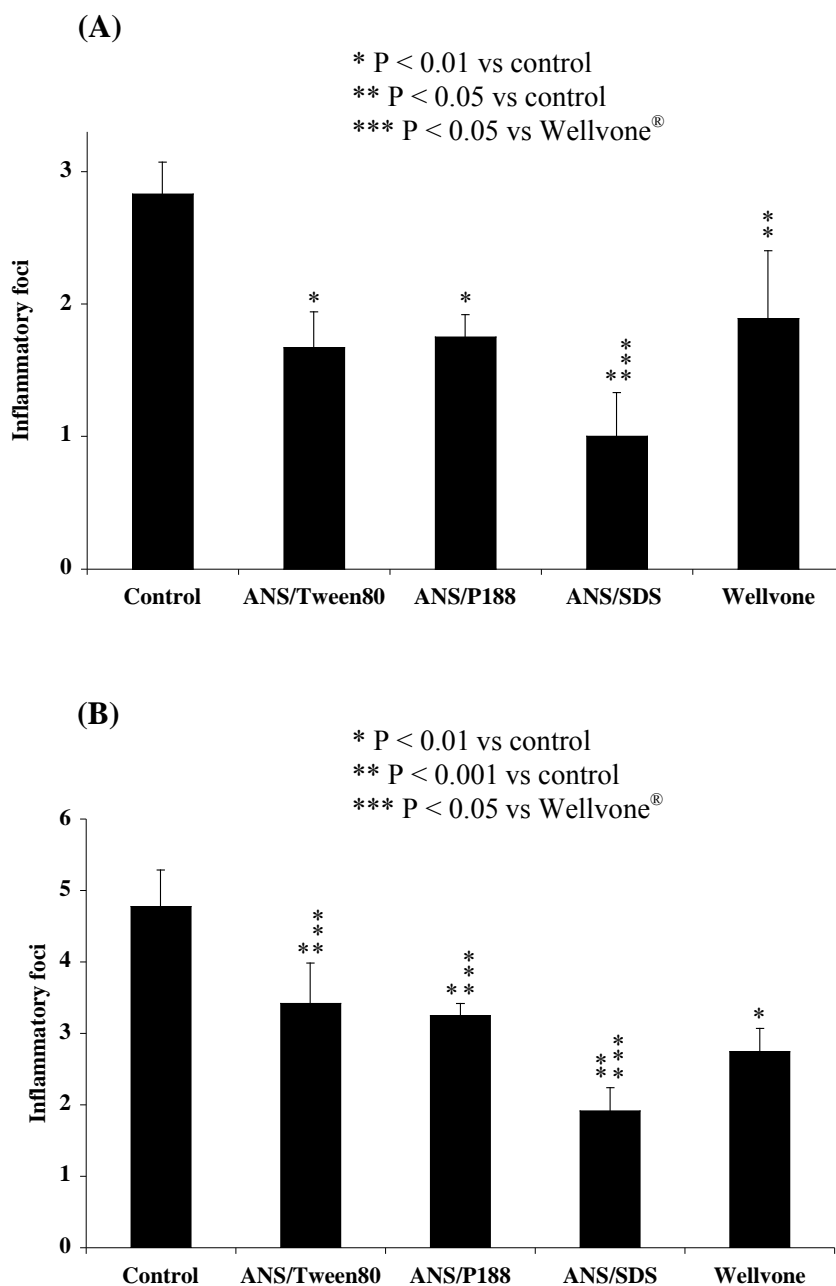 (A)
* P < 0.01 vs control
** P < 0.05 vs control
*** P < 0.05 vs Wellvone®
3
2
1
0
Inflammatory foci
*
*
*
*
*
* *
*
*
Control ANS/Tween80 ANS/P188 ANS/SDS Wellvone
(B)
* P < 0.01 vs control
** P < 0.001 vs control
*** P < 0.05 vs Wellvone®
6
5
4
3
2
1
0
Inflammatory foci
*
*
* *
*
*
* *
*
*
*
* *
*
*
Control ANS/Tween80 ANS/P188 ANS/SDS Wellvone